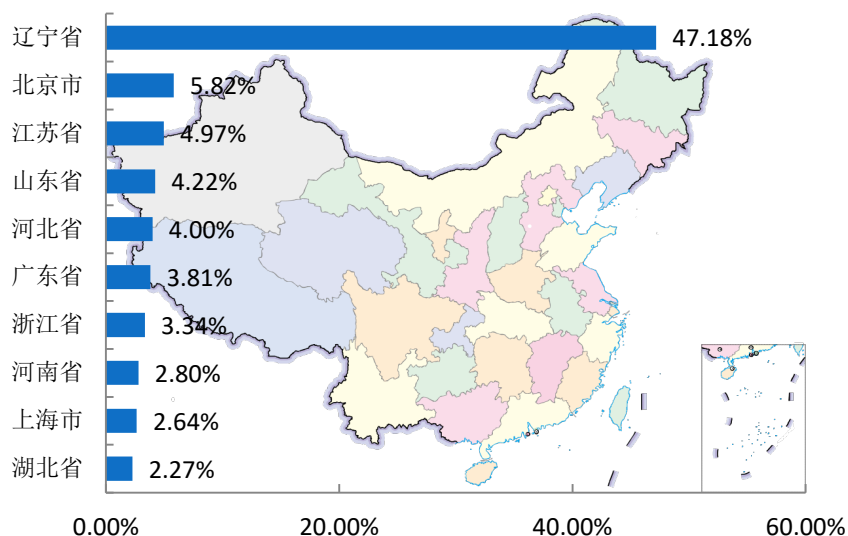 辽宁省 47.18%
北京市 5.82%
江苏省 4.97%
山东省 4.22%
河北省 4.00%
广东省 3.81%
浙江省 3.34%
河南省 2.80%
上海市 2.64%
湖北省 2.27%
0.00% 20.00% 40.00% 60.00%